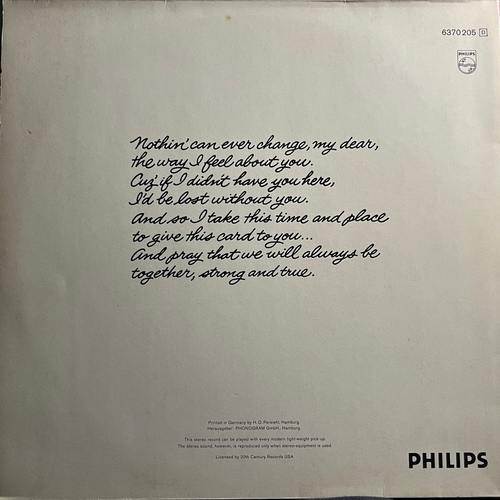 6370205 D
PHILIPS
Nothin' can ever change, my dear,
the way I feel about you.
Cuz' if I didn't have you here,
I'd be lost without you.
And so I take this time and place
to give this card to you...
And pray that we will always be
together, strong and true.
Printed in Germany by H.O. Persiehl, Hamburg
Herausgeber: PHONOGRAM GmbH., Hamburg
This stereo record can be played with every modern light-weight pick-up.
The stereo sound, however, is reproduced only when stereo-equipment is used.
Licensed by 20th Century Records USA
PHILIPS